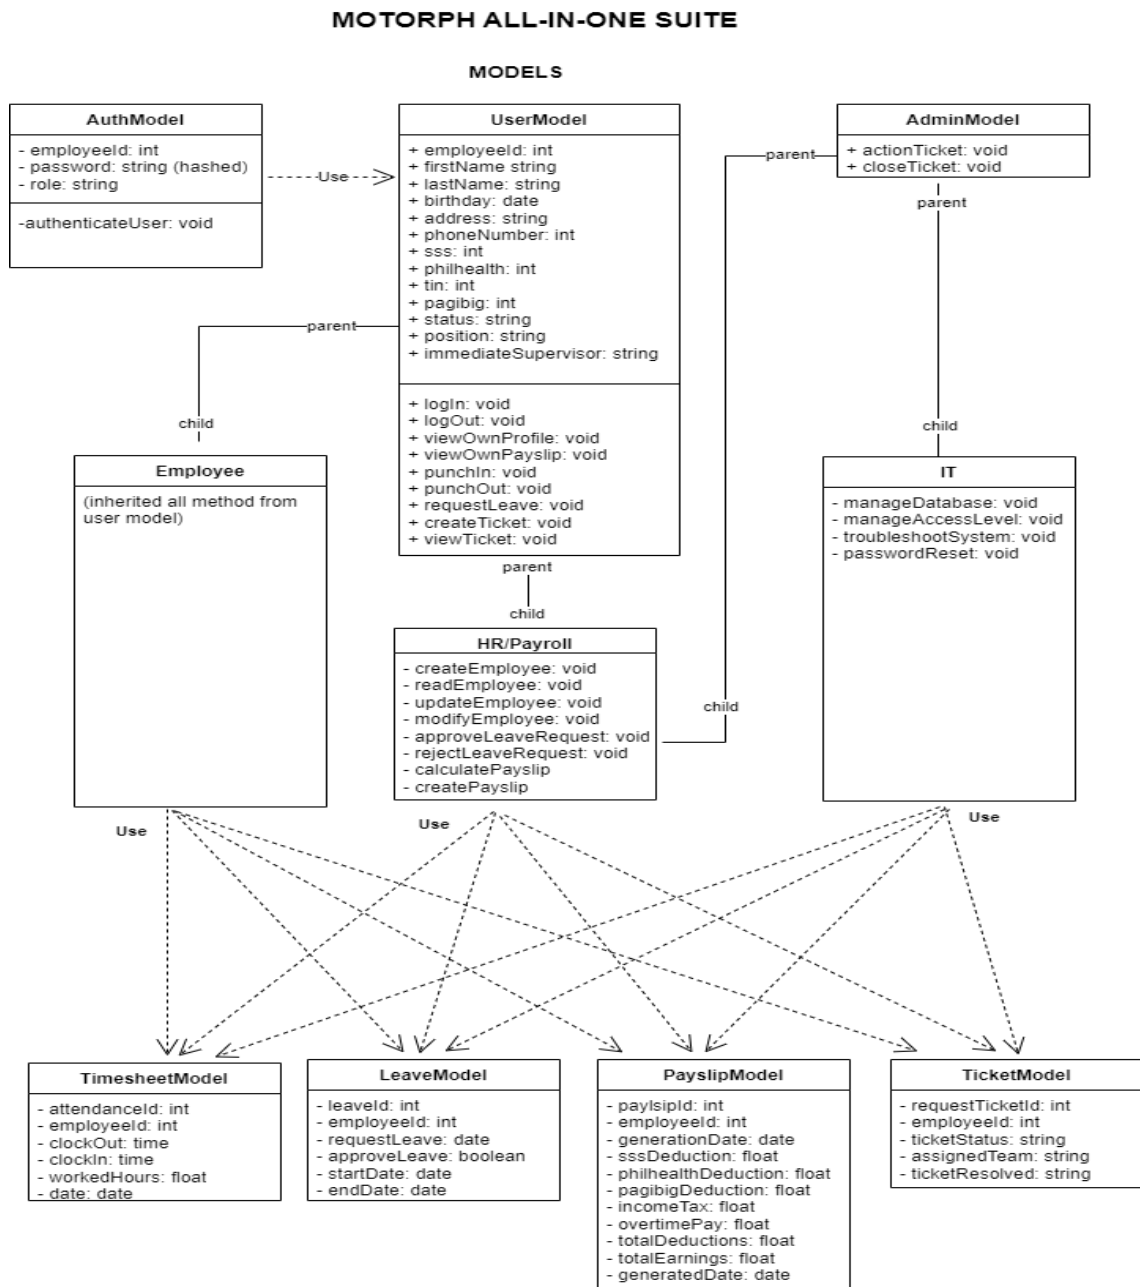 MOTORPH ALL-IN-ONE SUITE
MODELS
AuthModel
- employeeId: int
- password: string (hashed)
- role: string
-authenticateUser: void
Use
UserModel
+ employeeId: int
+ firstName string
+ lastName: string
+ birthday: date
+ address: string
+ phoneNumber: int
+ sss: int
+ philhealth: int
+ tin: int
+ pagibig: int
+ status: string
+ position: string
+ immediateSupervisor: string
+ logIn: void
+ logOut: void
+ viewOwnProfile: void
+ viewOwnPayslip: void
+ punchIn: void
+ punchOut: void
+ requestLeave: void
+ createTicket: void
+ viewTicket: void
AdminModel
+ actionTicket: void
+ closeTicket: void
parent
parent
parent
child
child
parent
child
child
Employee
(inherited all method from
user model)
HR/Payroll
- createEmployee: void
- readEmployee: void
- updateEmployee: void
- modifyEmployee: void
- approveLeaveRequest: void
- rejectLeaveRequest: void
- calculatePayslip
- createPayslip
IT
- manageDatabase: void
- manageAccessLevel: void
- troubleshootSystem: void
- passwordReset: void
Use
Use
Use
TimesheetModel
- attendanceId: int
- employeeId: int
- clockOut: time
- clockIn: time
- workedHours: float
- date: date
LeaveModel
- leaveId: int
- employeeId: int
- requestLeave: date
- approveLeave: boolean
- startDate: date
- endDate: date
PayslipModel
- paylsipId: int
- employeeId: int
- generationDate: date
- sssDeduction: float
- philhealthDeduction: float
- pagibigDeduction: float
- incomeTax: float
- overtimePay: float
- totalDeductions: float
- totalEarnings: float
- generatedDate: date
TicketModel
- requestTicketId: int
- employeeId: int
- ticketStatus: string
- assignedTeam: string
- ticketResolved: string